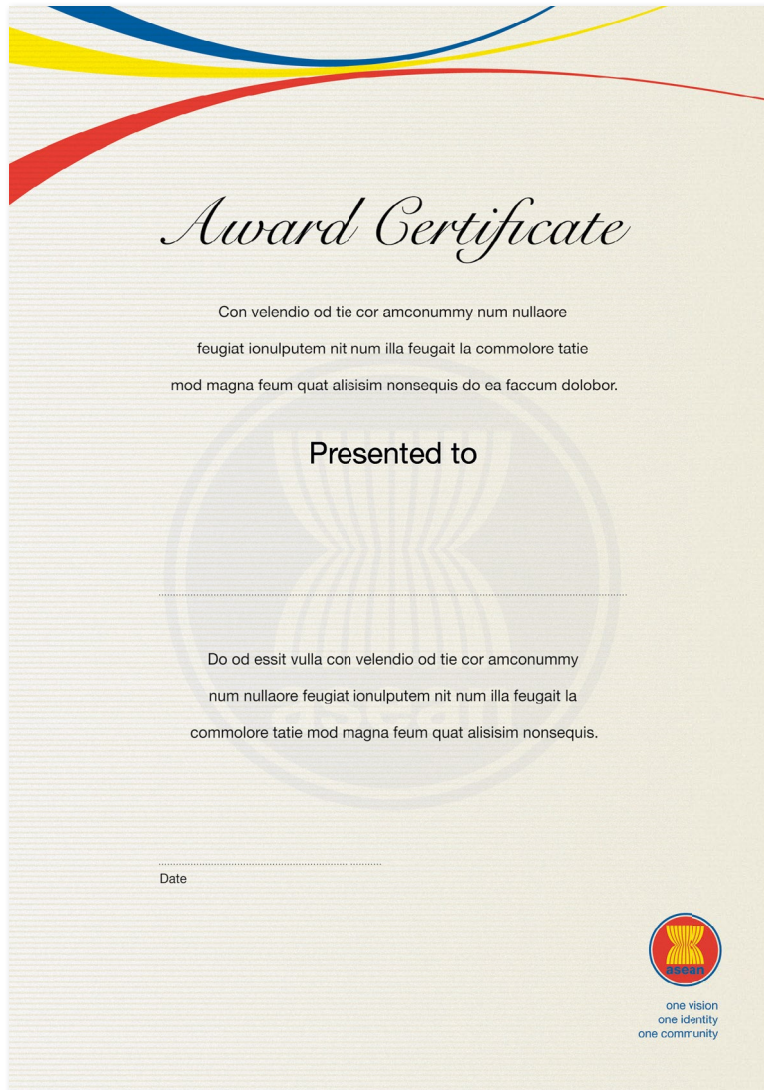 Award Certificate
Con velendio od tie cor amconummy num nullaore
feugiat ionulputem nit num illa feugait la commolore tatie
mod magna feum quat alisisim nonsequis do ea faccum dolobor.
Presented to
Do od essit vulla con velendio od tie cor amconummy
num nullaore feugiat ionulputem nit num illa feugait la
asean
commolore tatie mod magna feum quat alisisim nonsequis.
Date
asean
one vision
one identity
one community